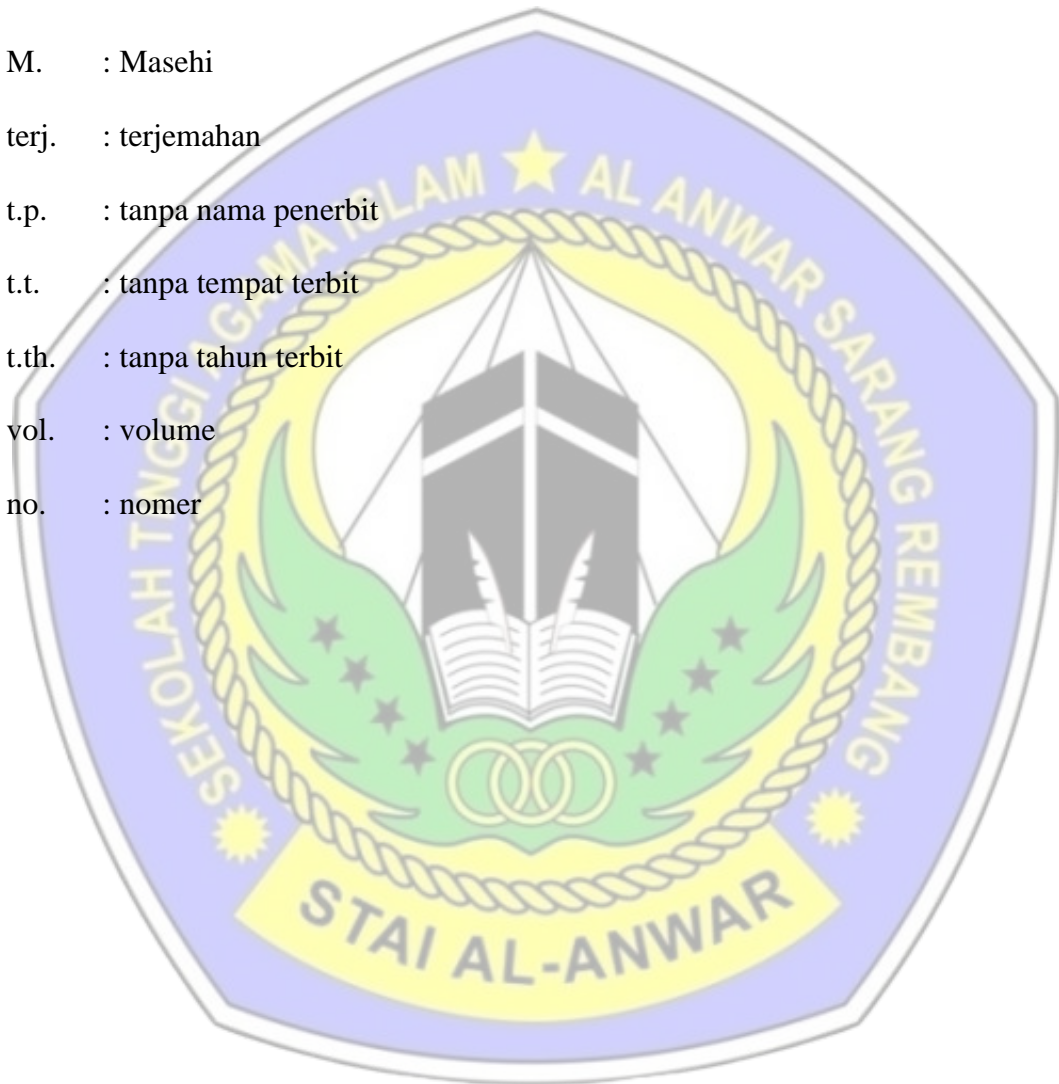 M. : Masehi
terj. : terjemahan
t.p. : tanpa nama penerbit
t.t. : tanpa tempat terbit
t.th. : tanpa tahun terbit
vol. : volume
no. : nomer
SEKOLAH TINGGI AGAMA ISLAM AL ANWAR SARANG REMBANG
STAI AL-ANWAR